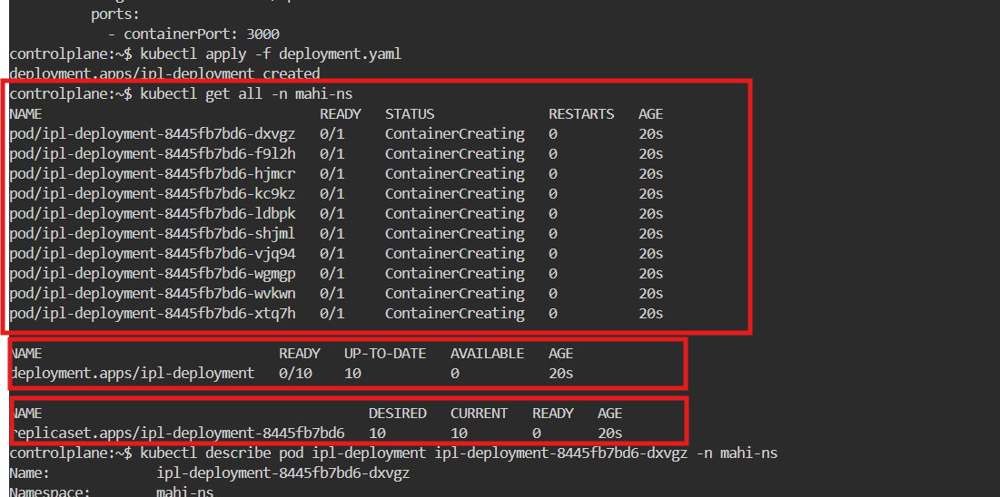 ports:
- containerPort: 3000
controlplane:~$ kubectl apply -f deployment.yaml
deployment.apps/ipl-deployment created
controlplane:~$ kubectl get all -n mahi-ns
NAME READY STATUS RESTARTS AGE
pod/ipl-deployment-8445fb7bd6-dxvgz 0/1 ContainerCreating 0 20s
pod/ipl-deployment-8445fb7bd6-f9l2h 0/1 ContainerCreating 0 20s
pod/ipl-deployment-8445fb7bd6-hjmcr 0/1 ContainerCreating 0 20s
pod/ipl-deployment-8445fb7bd6-kc9kz 0/1 ContainerCreating 0 20s
pod/ipl-deployment-8445fb7bd6-ldbpk 0/1 ContainerCreating 0 20s
pod/ipl-deployment-8445fb7bd6-shjml 0/1 ContainerCreating 0 20s
pod/ipl-deployment-8445fb7bd6-vjq94 0/1 ContainerCreating 0 20s
pod/ipl-deployment-8445fb7bd6-wgmgp 0/1 ContainerCreating 0 20s
pod/ipl-deployment-8445fb7bd6-wvkwn 0/1 ContainerCreating 0 20s
pod/ipl-deployment-8445fb7bd6-xtq7h 0/1 ContainerCreating 0 20s
NAME READY UP-TO-DATE AVAILABLE AGE
deployment.apps/ipl-deployment 0/10 10 0 20s
NAME DESIRED CURRENT READY AGE
replicaset.apps/ipl-deployment-8445fb7bd6 10 10 0 20s
controlplane:~$ kubectl describe pod ipl-deployment ipl-deployment-8445fb7bd6-dxvgz -n mahi-ns
Name: ipl-deployment-8445fb7bd6-dxvgz
Namespace: mahi-ns